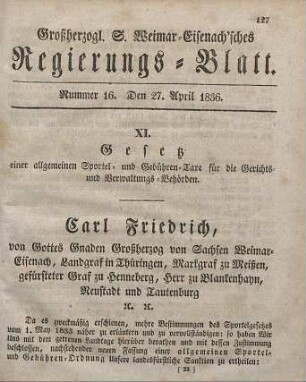 127
Großherzogl. S. Weimar-Eisenach'sches
Regierungs-Blatt.
Nummer 16. Den 27. April 1836.
XI.
Gesetz
einer allgemeinen Sportel- und Gebühren-Taxe für die Gerichts-
und Verwaltungs-Behörden.
Carl Friedrich,
von Gottes Gnaden Großherzog von Sachsen Weimar-
Eisenach, Landgraf in Thüringen, Markgraf zu Meißen,
gefürsteter Graf zu Henneberg, Herr zu Blankenhayn,
Neustadt und Tautenburg
ꝛc. ꝛc.
Da es zweckmäßig erschienen, mehre Bestimmungen des Sportelgesetzes
vom 1. May 1833 näher zu erläutern und zu vervollständigen: so haben Wir
uns mit dem getreuen Landtage hierüber berathen und mit dessen Zustimmung
beschlossen, nachstehender neuen Fassung einer allgemeinen Sportel-
und Gebühren-Ordnung Unsere landesfürstliche Sanktion zu ertheilen:
( 22 )